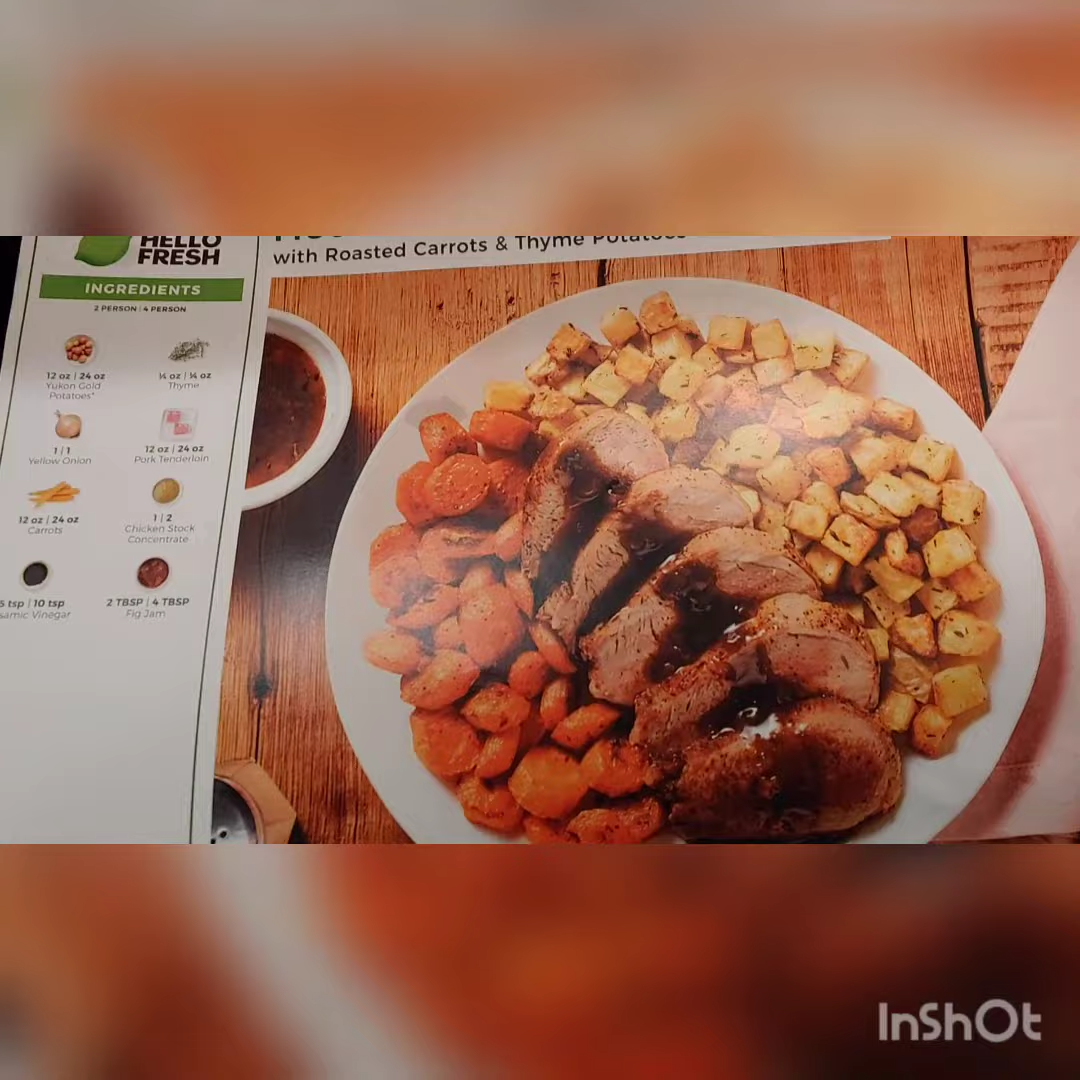 HELLO
FRESH
with Roasted Carrots & Thyme Potatoes
INGREDIENTS
2 PERSON | 4 PERSON
12 oz | 24 oz
Yukon Gold
Potatoes*
¼ oz | ¼ oz
Thyme
1 | 1
Yellow Onion
12 oz | 24 oz
Pork Tenderloin
12 oz | 24 oz
Carrots
1 | 2
Chicken Stock
Concentrate
5 tsp | 10 tsp
samic Vinegar
2 TBSP | 4 TBSP
Fig Jam
InShOt